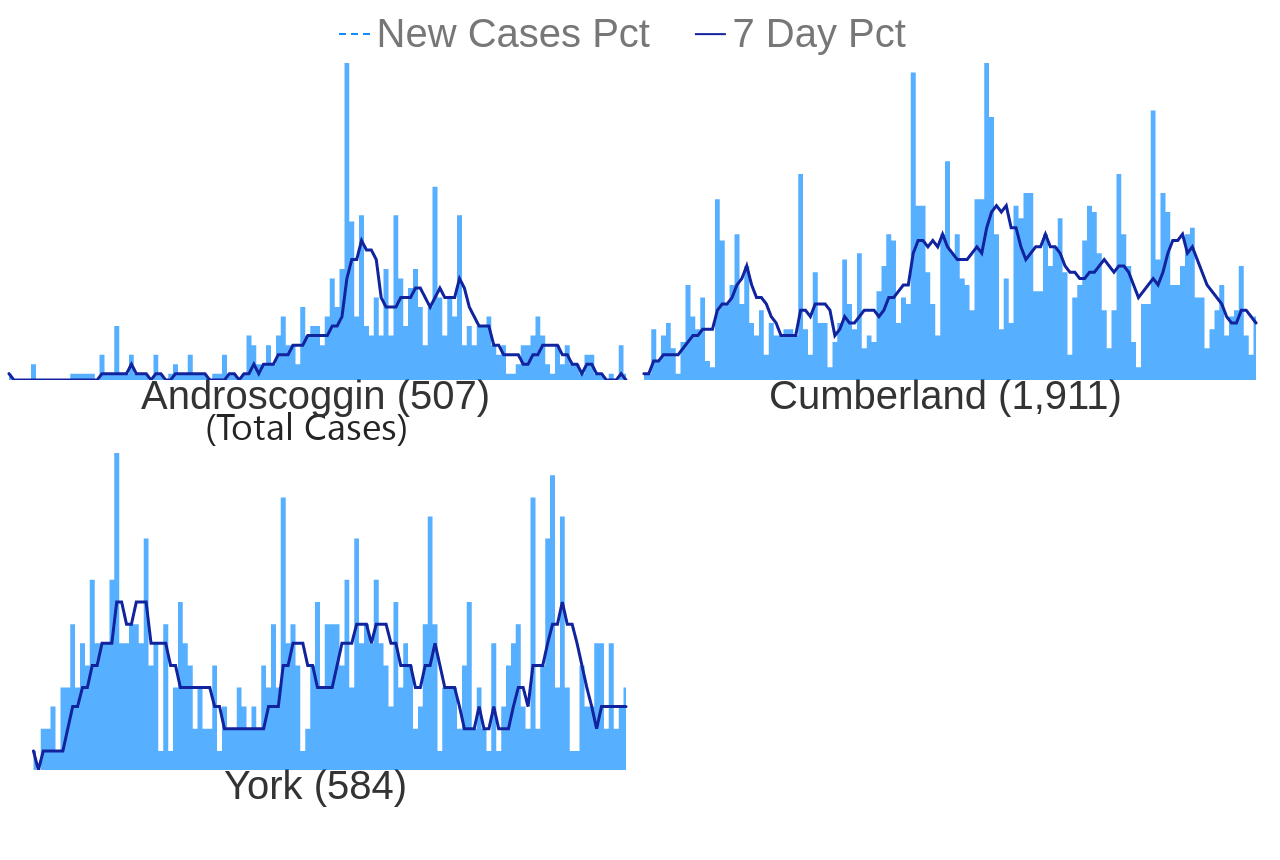 New Cases Pct 7 Day Pct
Androscoggin (507)
(Total Cases)
Cumberland (1,911)
York (584)